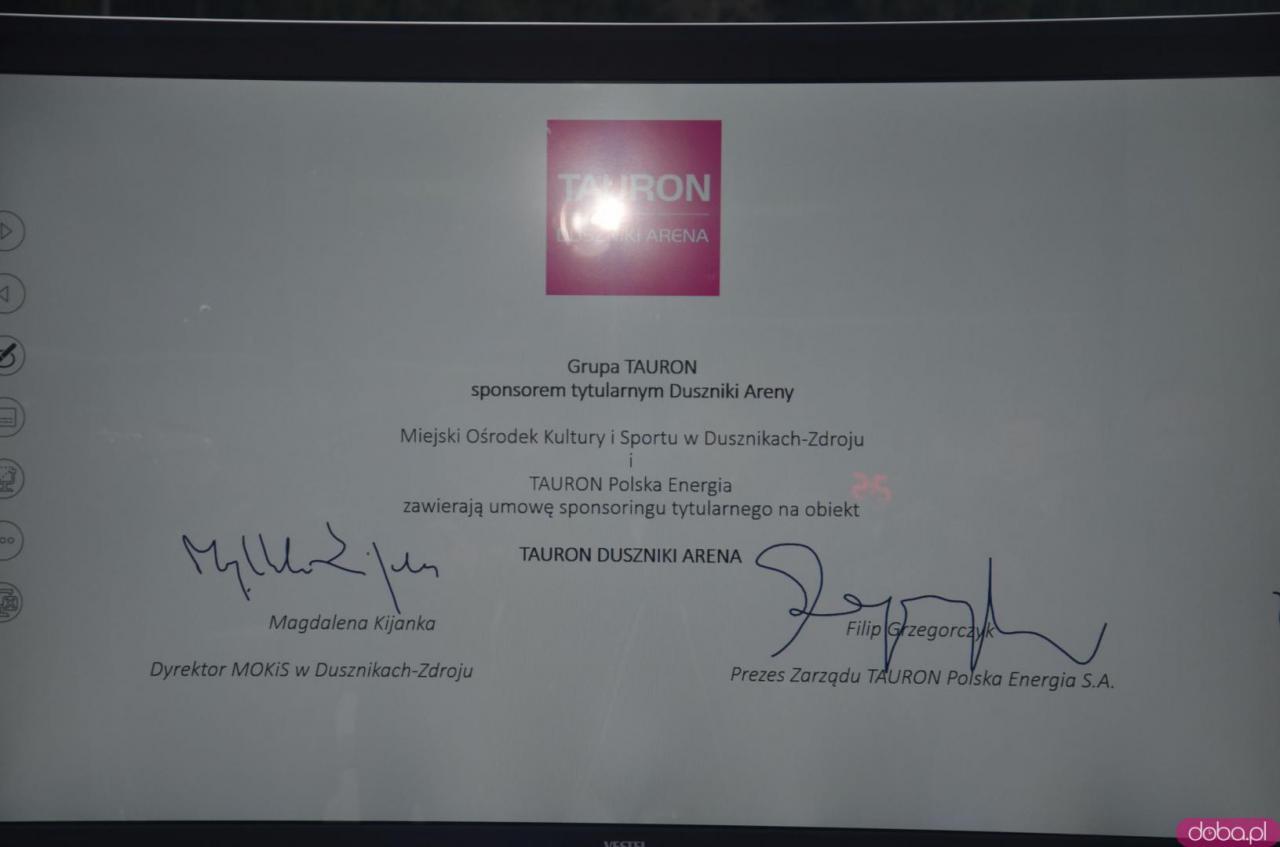 TAURON
DUSZNIKI ARENA
Grupa TAURON
sponsorem tytularnym Duszniki Areny
Miejski Ośrodek Kultury i Sportu w Dusznikach-Zdroju
i
TAURON Polska Energia
zawierają umowę sponsoringu tytularnego na obiekt
TAURON DUSZNIKI ARENA
Magdalena Kijanka
Filip Grzegorczyk
Dyrektor MOKiS w Dusznikach-Zdroju
Prezes Zarządu TAURON Polska Energia S.A.
VESTEL
doba.pl